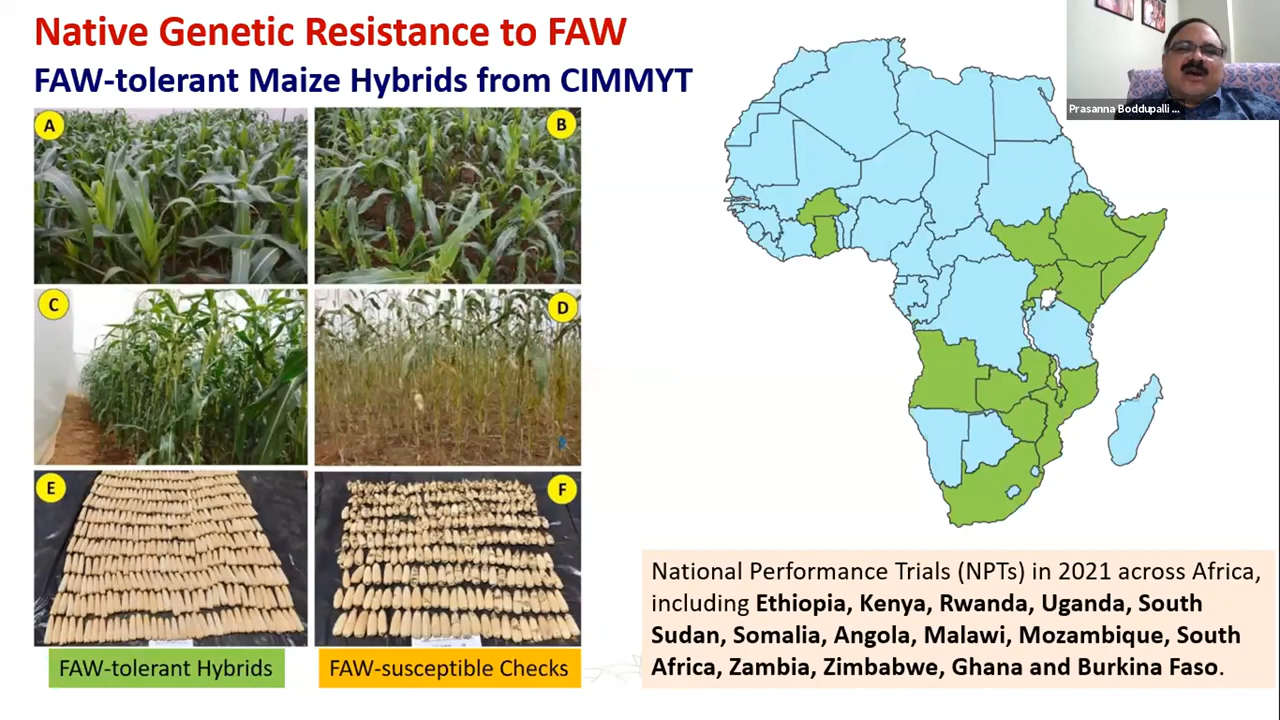 Native Genetic Resistance to FAW
FAW-tolerant Maize Hybrids from CIMMYT
Prasanna Boddupalli ...
A
B
C
D
E
F
FAW-tolerant Hybrids
FAW-susceptible Checks
National Performance Trials (NPTs) in 2021 across Africa,
including Ethiopia, Kenya, Rwanda, Uganda, South
Sudan, Somalia, Angola, Malawi, Mozambique, South
Africa, Zambia, Zimbabwe, Ghana and Burkina Faso.